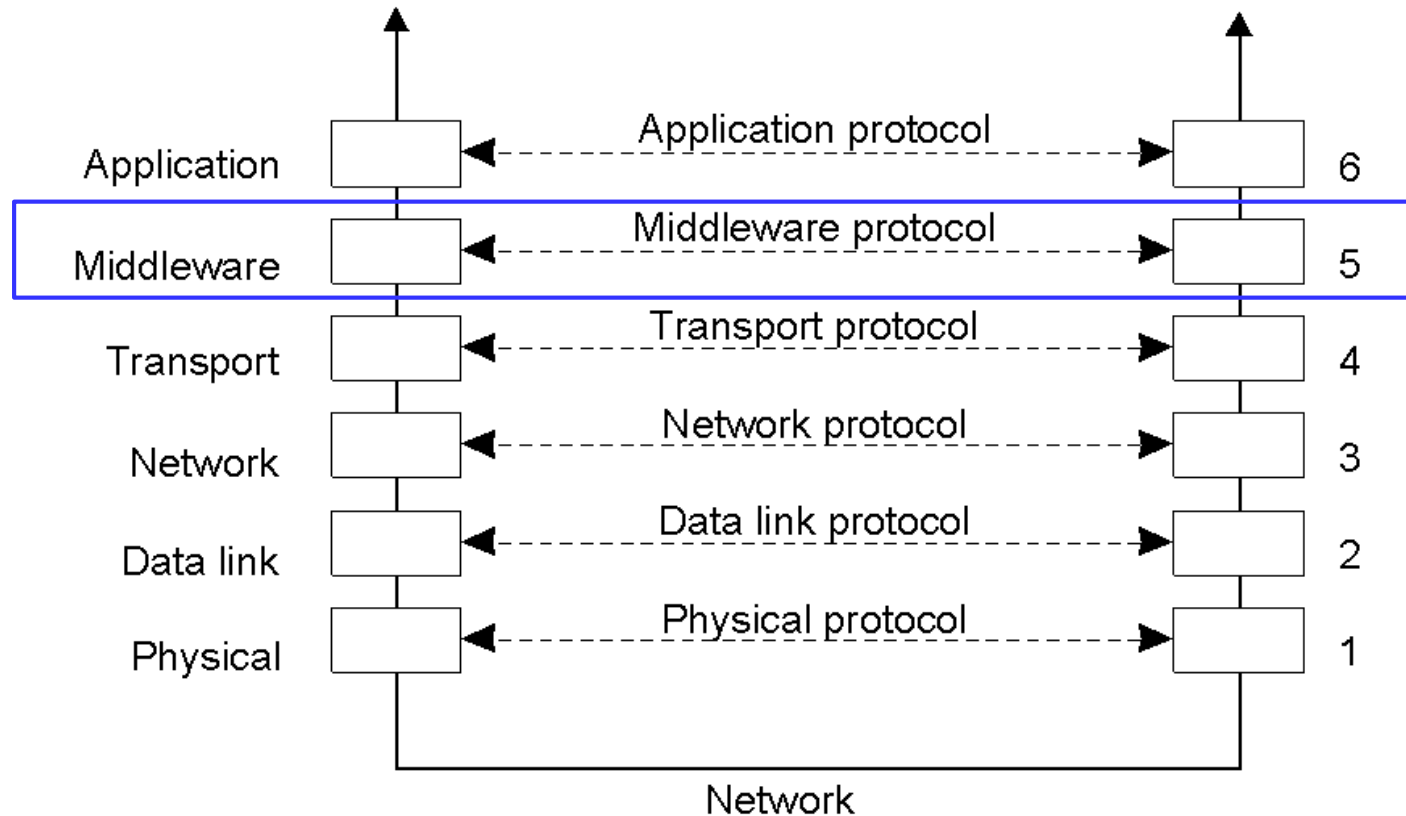 Application protocol
Application
6
Middleware protocol
Middleware
5
Transport protocol
Transport
4
Network protocol
Network
3
Data link protocol
Data link
2
Physical protocol
Physical
1
Network